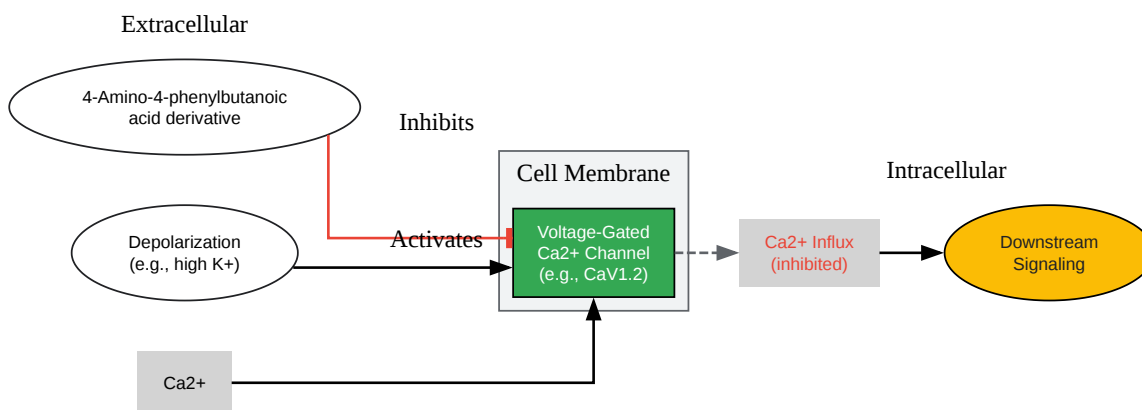 Extracellular
4-Amino-4-phenylbutanoic
acid derivative
Inhibits
Cell Membrane
Intracellular
Depolarization
(e.g., high K+)
Activates
Voltage-Gated
Ca2+ Channel
(e.g., CaV1.2)
Ca2+ Influx
(inhibited)
Downstream
Signaling
Ca2+